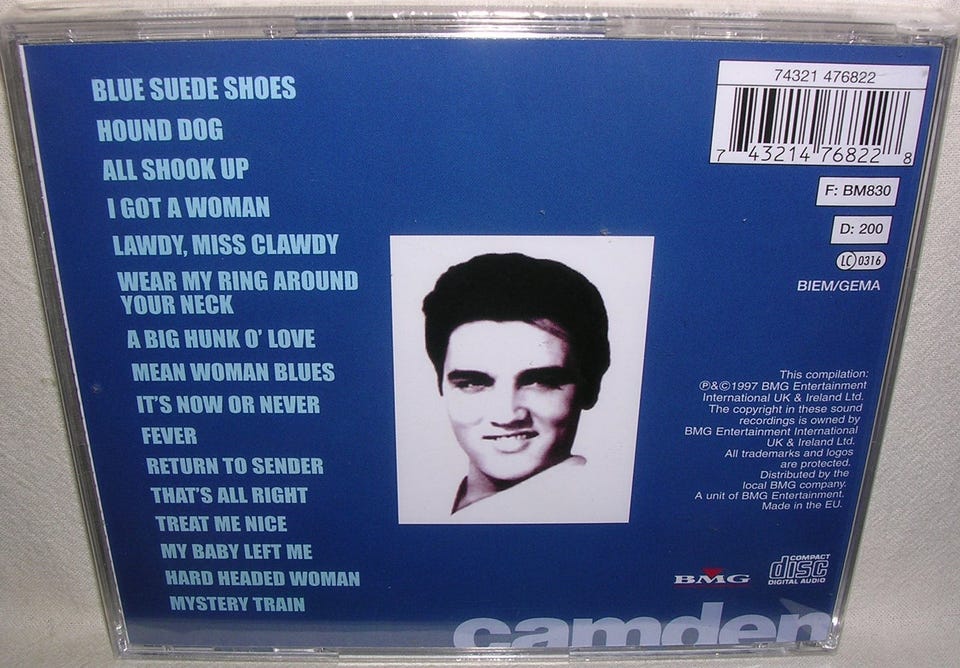 BLUE SUEDE SHOES
HOUND DOG
ALL SHOOK UP
I GOT A WOMAN
LAWDY, MISS CLAWDY
WEAR MY RING AROUND
YOUR NECK
A BIG HUNK O' LOVE
MEAN WOMAN BLUES
IT'S NOW OR NEVER
FEVER
RETURN TO SENDER
THAT'S ALL RIGHT
TREAT ME NICE
MY BABY LEFT ME
HARD HEADED WOMAN
MYSTERY TRAIN
74321 476822
7 43214 76822 8
F: BM830
D: 200
LC 0316
BIEM/GEMA
This compilation:
℗&©1997 BMG Entertainment
International UK & Ireland Ltd.
The copyright in these sound
recordings is owned by
BMG Entertainment International
UK & Ireland Ltd.
All trademarks and logos
are protected.
Distributed by the
local BMG company.
A unit of BMG Entertainment.
Made in the EU.
BMG
COMPACT
disc
DIGITAL AUDIO
camden